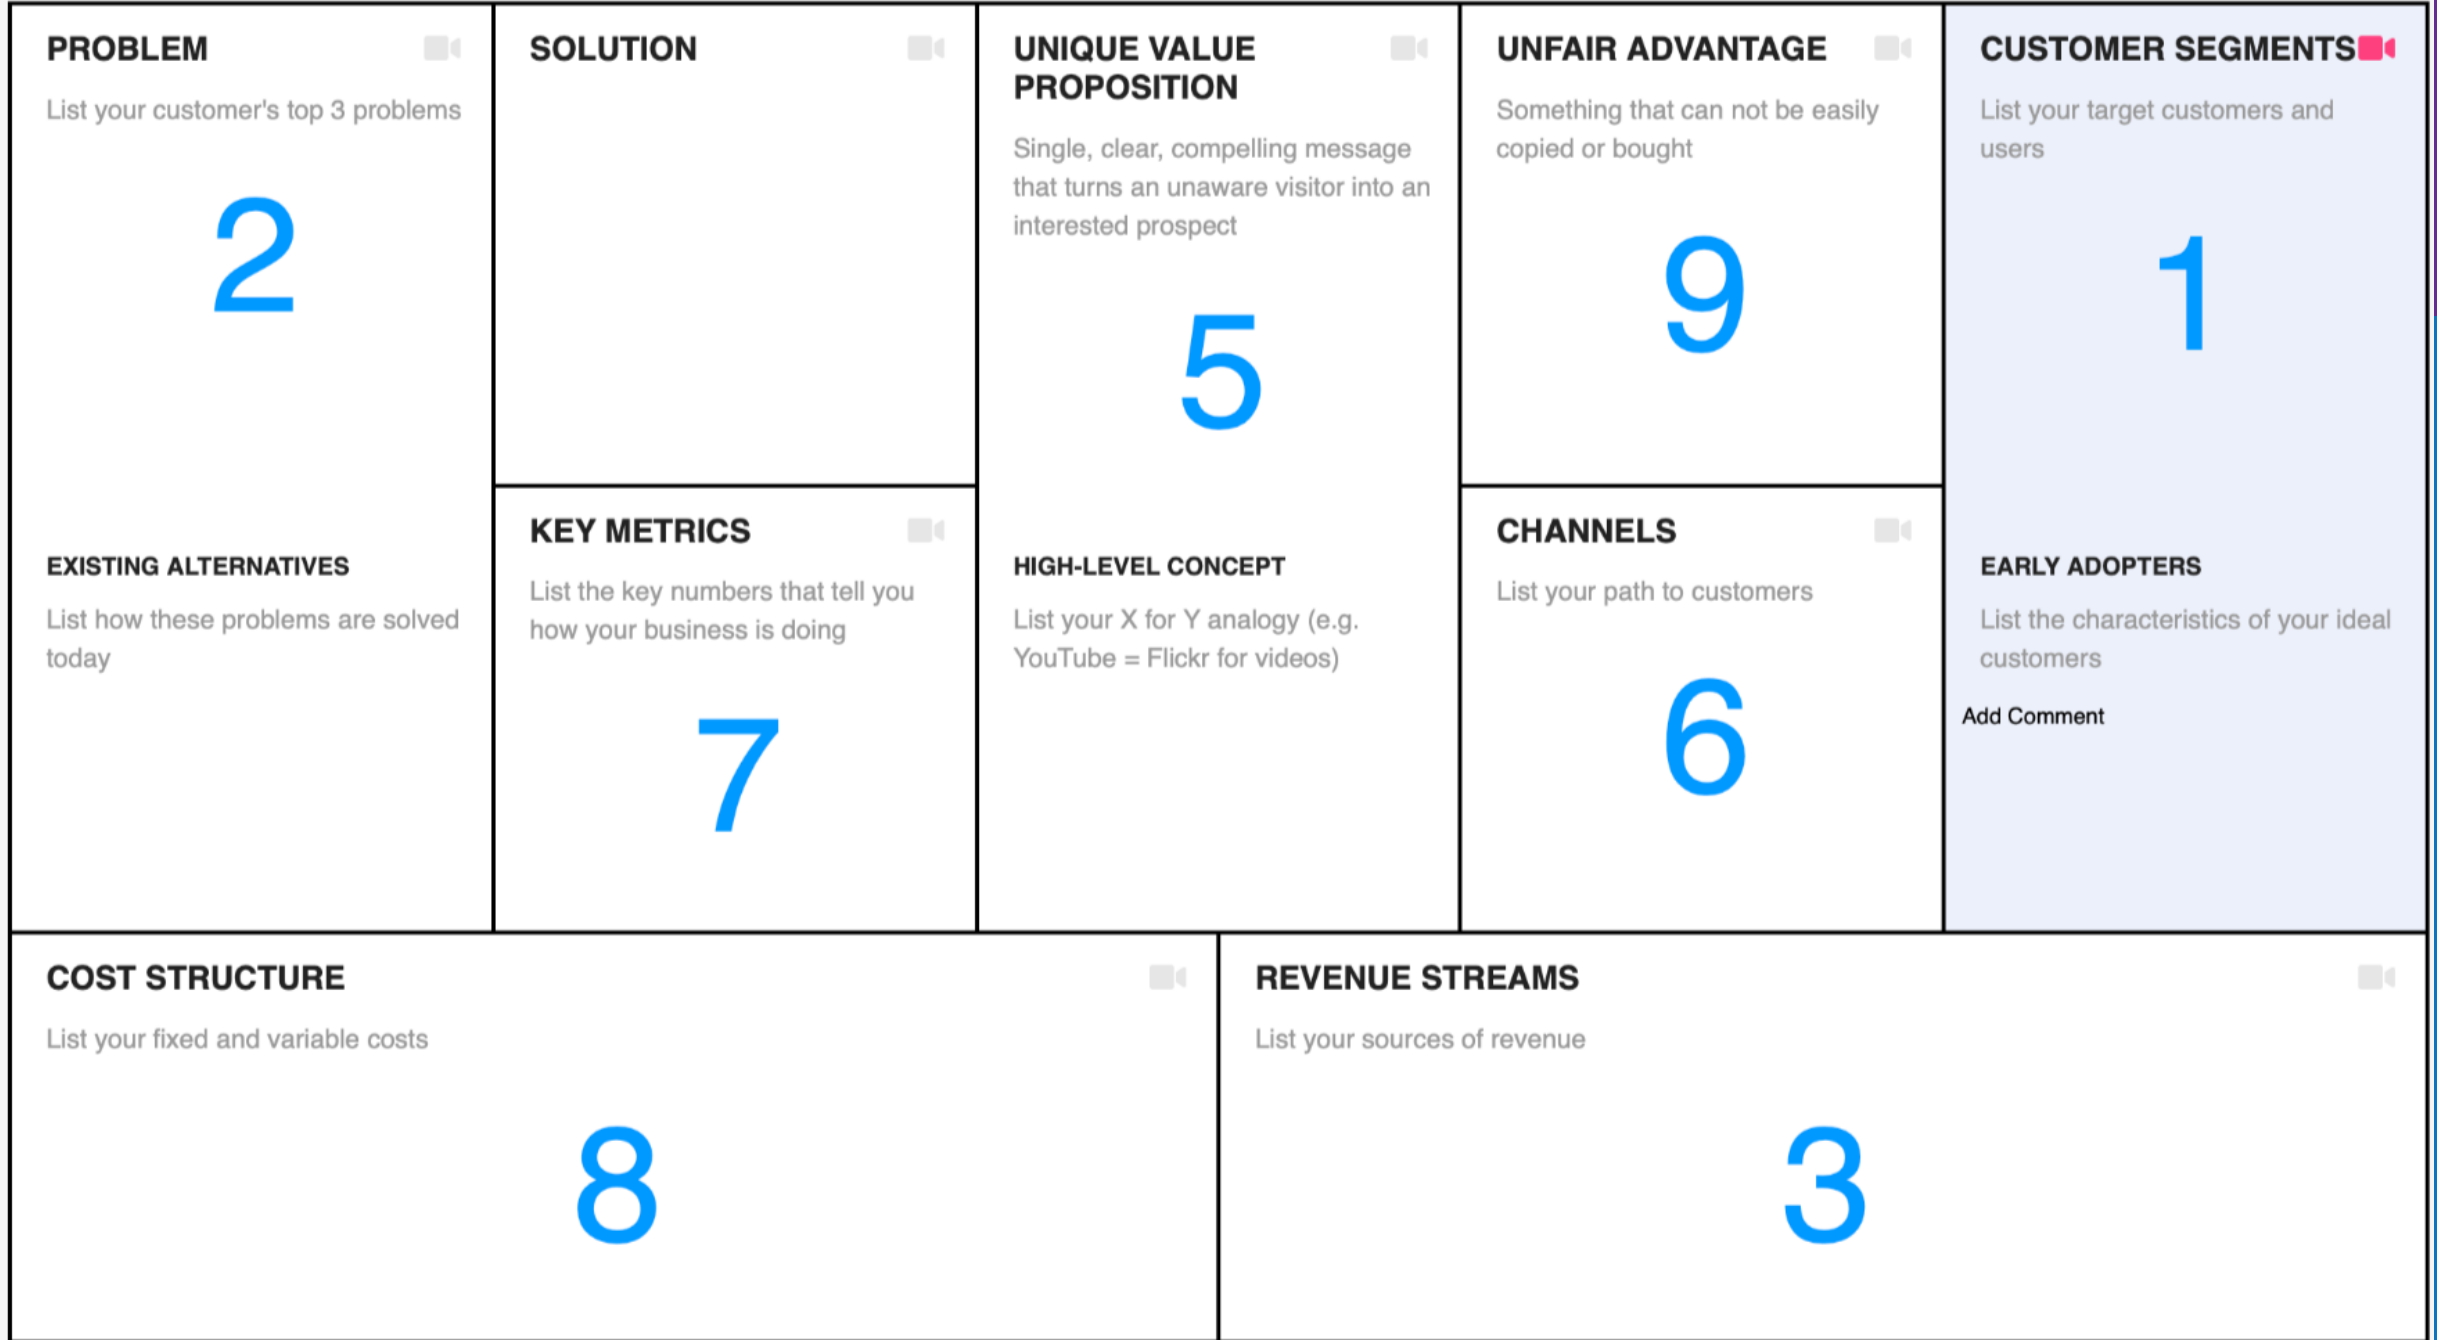 PROBLEM
List your customer's top 3 problems
2
EXISTING ALTERNATIVES
List how these problems are solved
today
SOLUTION
KEY METRICS
List the key numbers that tell you
how your business is doing
7
UNIQUE VALUE
PROPOSITION
Single, clear, compelling message
that turns an unaware visitor into an
interested prospect
5
HIGH-LEVEL CONCEPT
List your X for Y analogy (e.g.
YouTube = Flickr for videos)
UNFAIR ADVANTAGE
Something that can not be easily
copied or bought
9
CHANNELS
List your path to customers
6
CUSTOMER SEGMENTS
List your target customers and
users
1
EARLY ADOPTERS
List the characteristics of your ideal
customers
Add Comment
COST STRUCTURE
List your fixed and variable costs
8
REVENUE STREAMS
List your sources of revenue
3